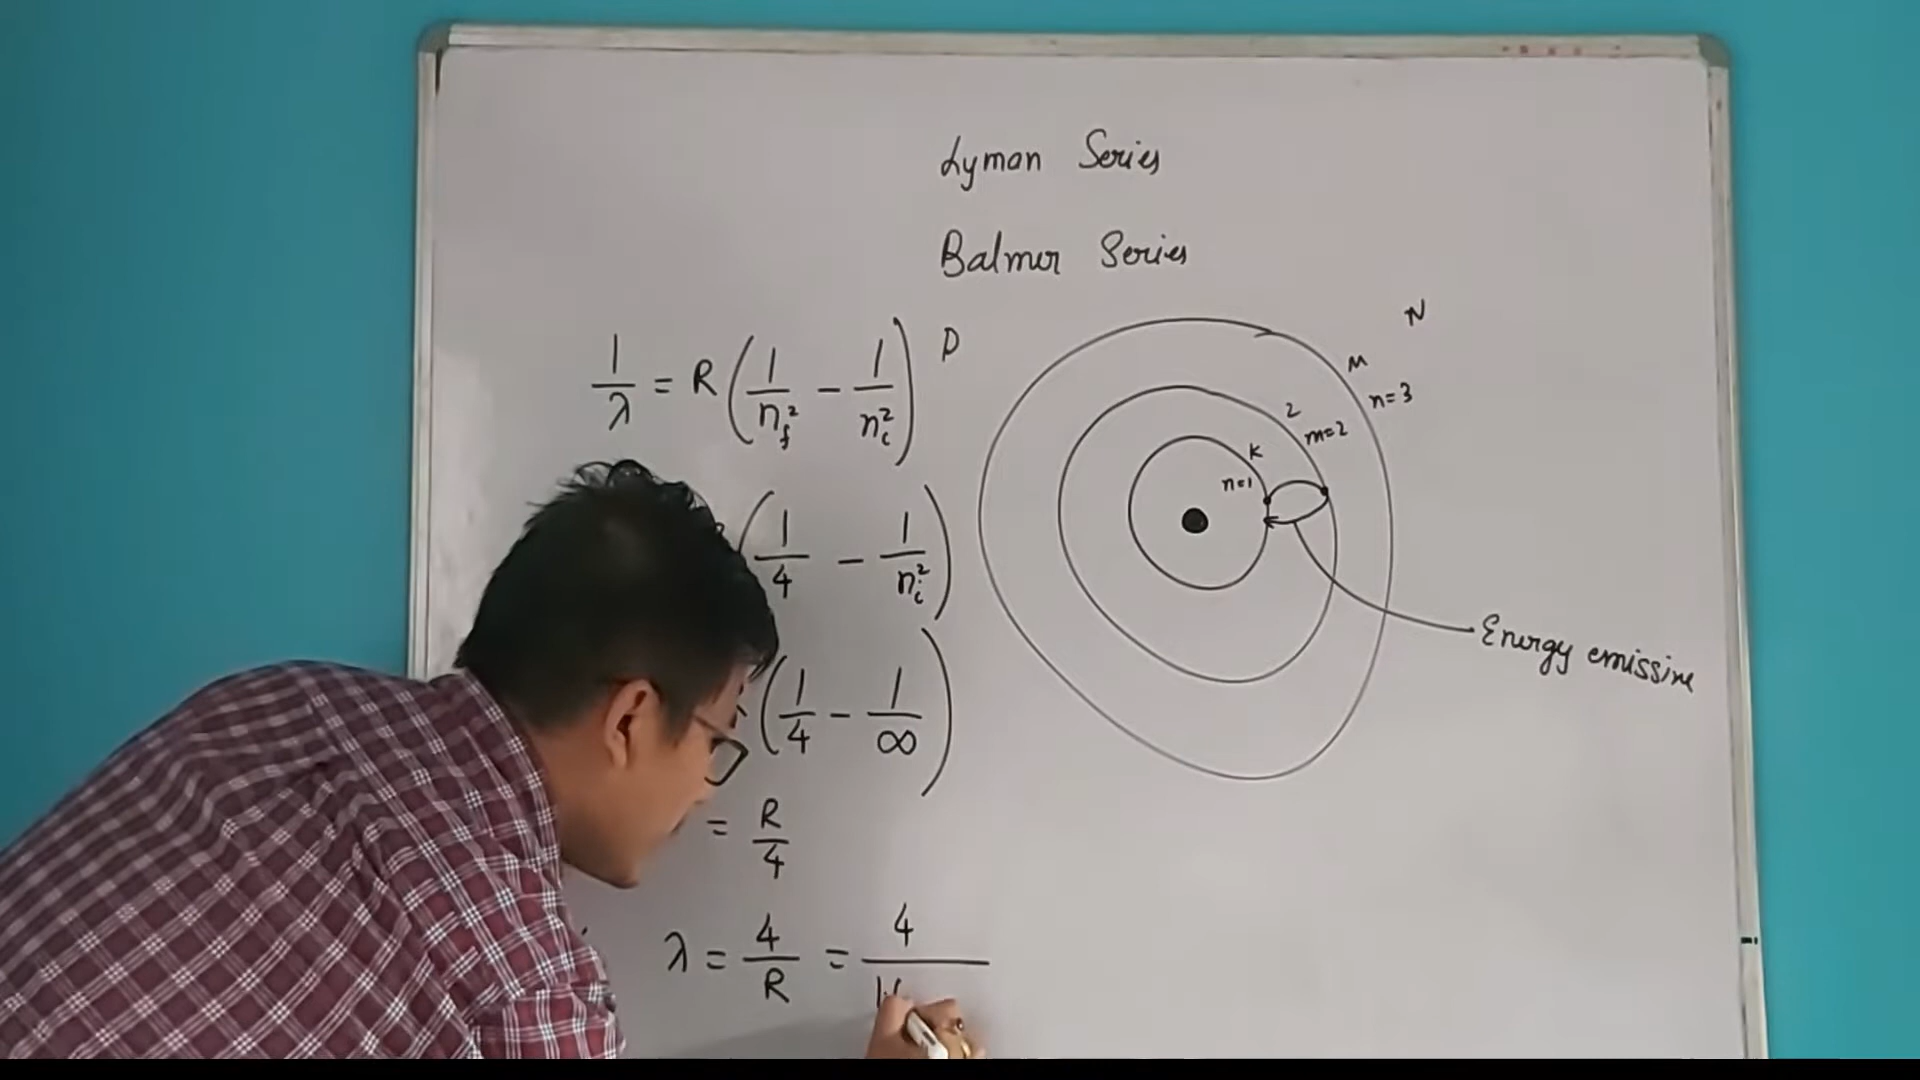 Lyman Series
Balmer Series
1/λ = R(1/n_f² − 1/n_i²) D
(1/4 − 1/n_i²)
(1/4 − 1/∞)
= R/4
λ = 4/R = 4/
N
M
n=3
2
m=2
K
n=1
Energy emissive